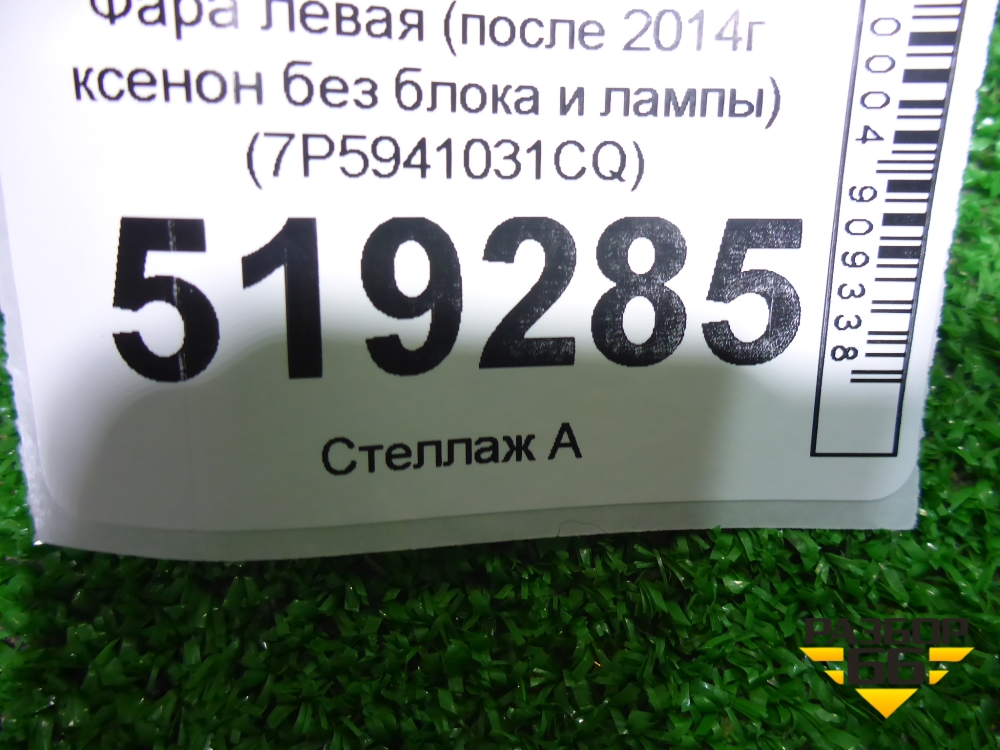 Фара левая (после 2014г
ксенон без блока и лампы)
(7P5941031CQ)
519285
Стеллаж А
0004909338
РАЗБОР
66